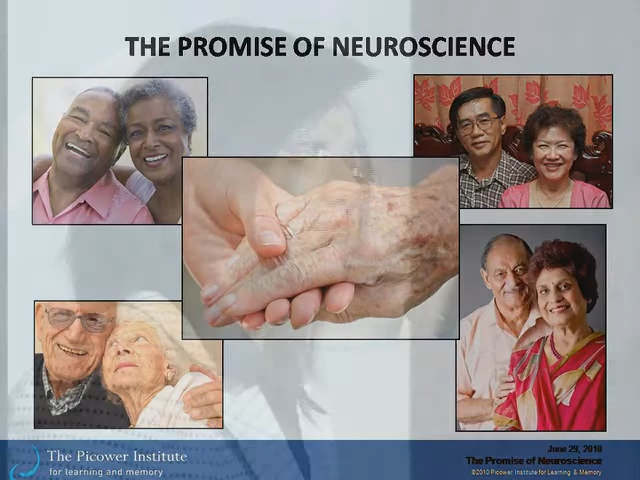 THE PROMISE OF NEUROSCIENCE
The Picower Institute
for learning and memory
June 29, 2010
The Promise of Neuroscience
©2010 Picower Institute for Learning & Memory